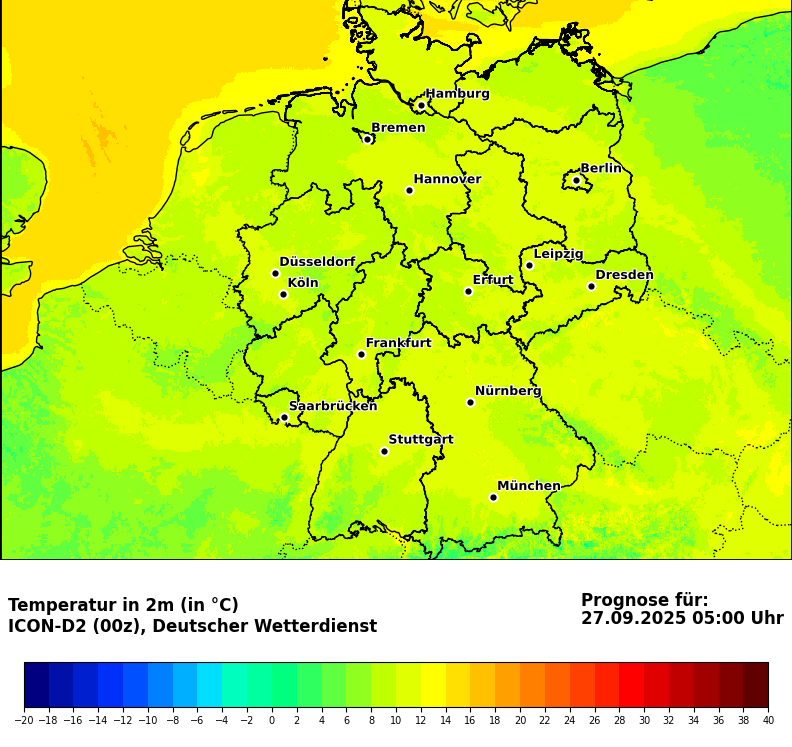 Hamburg
Bremen
Berlin
Hannover
Leipzig
Düsseldorf
Dresden
Köln
Erfurt
Frankfurt
Nürnberg
Saarbrücken
Stuttgart
München
Temperatur in 2m (in °C)
ICON-D2 (00z), Deutscher Wetterdienst
Prognose für:
27.09.2025 05:00 Uhr
−20 −18 −16 −14 −12 −10 −8 −6 −4 −2 0 2 4 6 8 10 12 14 16 18 20 22 24 26 28 30 32 34 36 38 40